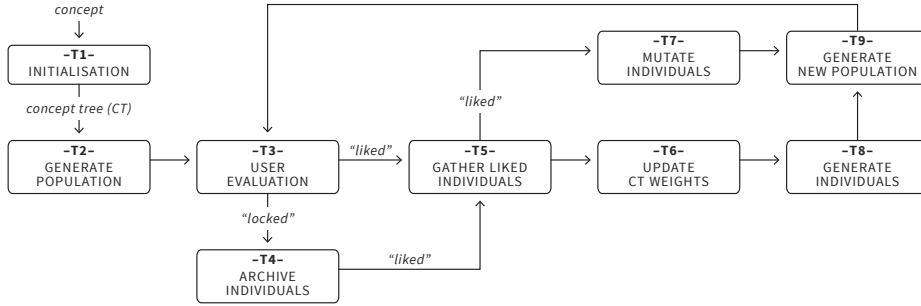 concept
–T1–
INITIALISATION
concept tree (CT)
–T2–
GENERATE
POPULATION
–T3–
USER
EVALUATION
“liked”
“locked”
–T4–
ARCHIVE
INDIVIDUALS
“liked”
–T5–
GATHER LIKED
INDIVIDUALS
“liked”
–T7–
MUTATE
INDIVIDUALS
–T6–
UPDATE
CT WEIGHTS
–T8–
GENERATE
INDIVIDUALS
–T9–
GENERATE
NEW POPULATION